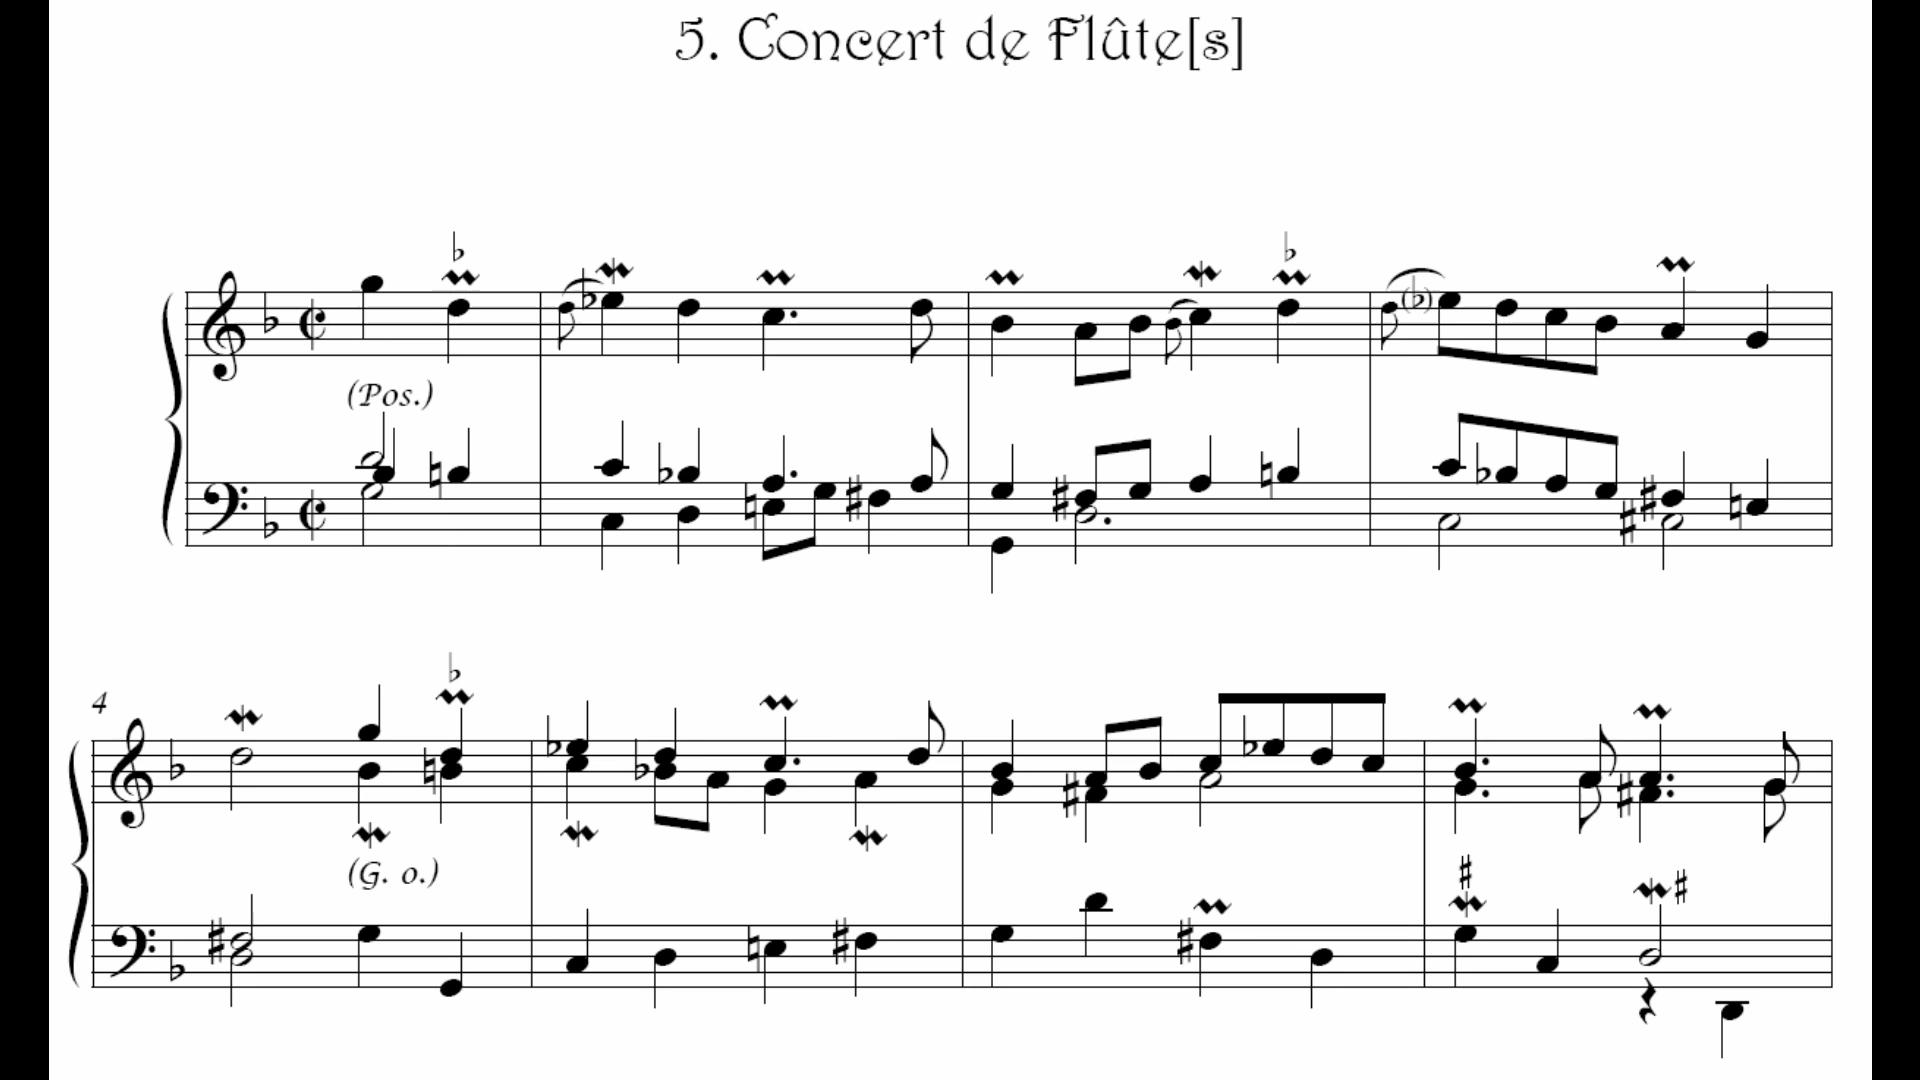 5. Concert de Flûte[s]
(Pos.)
4
(G. o.)